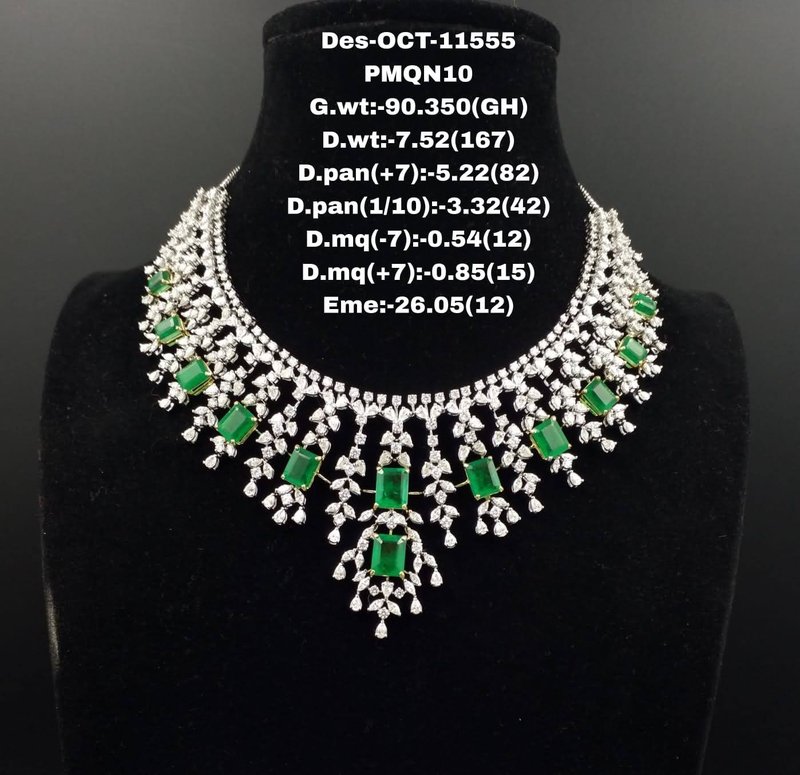 Des-OCT-11555
PMQN10
G.wt:-90.350(GH)
D.wt:-7.52(167)
D.pan(+7):-5.22(82)
D.pan(1/10):-3.32(42)
D.mq(-7):-0.54(12)
D.mq(+7):-0.85(15)
Eme:-26.05(12)